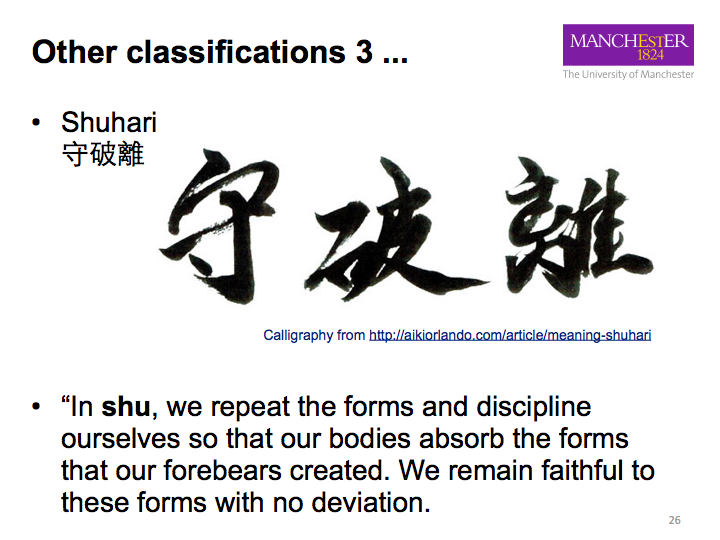 Other classifications 3 ...
MANCHEstER
1824
The University of Manchester
• Shuhari
守破離
守破離
Calligraphy from http://aikiorlando.com/article/meaning-shuhari
• “In shu, we repeat the forms and discipline
ourselves so that our bodies absorb the forms
that our forebears created. We remain faithful to
these forms with no deviation.
26